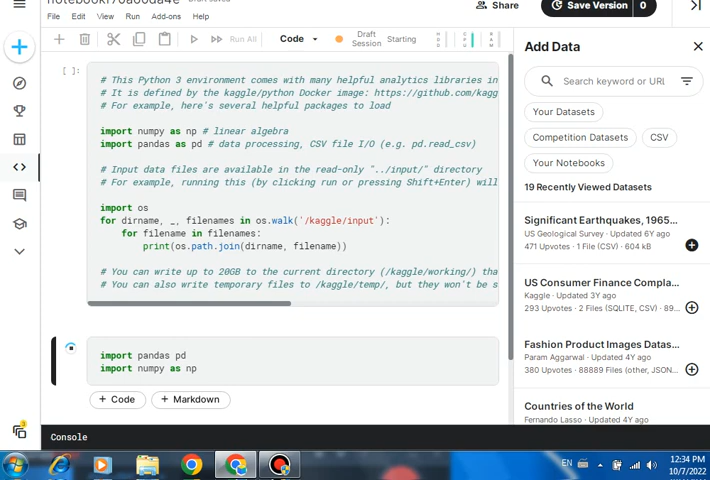 Draft saved
Share
Save Version
0
File Edit View Run Add-ons Help
Run All
Code
Draft
Session
Starting
[ ]:
# This Python 3 environment comes with many helpful analytics libraries in
# It is defined by the kaggle/python Docker image: https://github.com/kagg
# For example, here's several helpful packages to load
import numpy as np # linear algebra
import pandas as pd # data processing, CSV file I/O (e.g. pd.read_csv)
# Input data files are available in the read-only "../input/" directory
# For example, running this (by clicking run or pressing Shift+Enter) will
import os
for dirname, _, filenames in os.walk('/kaggle/input'):
for filename in filenames:
print(os.path.join(dirname, filename))
# You can write up to 20GB to the current directory (/kaggle/working/) tha
# You can also write temporary files to /kaggle/temp/, but they won't be s
import pandas pd
import numpy as np
+ Code
+ Markdown
Console
Add Data
Search keyword or URL
Your Datasets
Competition Datasets
CSV
Your Notebooks
19 Recently Viewed Datasets
Significant Earthquakes, 1965...
US Geological Survey · Updated 6Y ago
471 Upvotes · 1 File (CSV) · 604 kB
US Consumer Finance Compla...
Kaggle · Updated 3Y ago
293 Upvotes · 2 Files (SQLITE, CSV) · 89...
Fashion Product Images Datas...
Param Aggarwal · Updated 4Y ago
380 Upvotes · 88889 Files (other, JSON...
Countries of the World
Fernando Lasso · Updated 4Y ago
EN
12:34 PM
10/7/2022